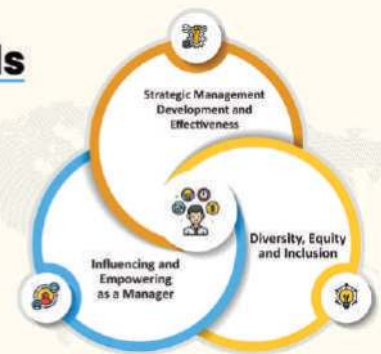 ls
Strategic Management
Development and
Effectiveness
Influencing and
Empowering
as a Manager
Diversity, Equity
and Inclusion